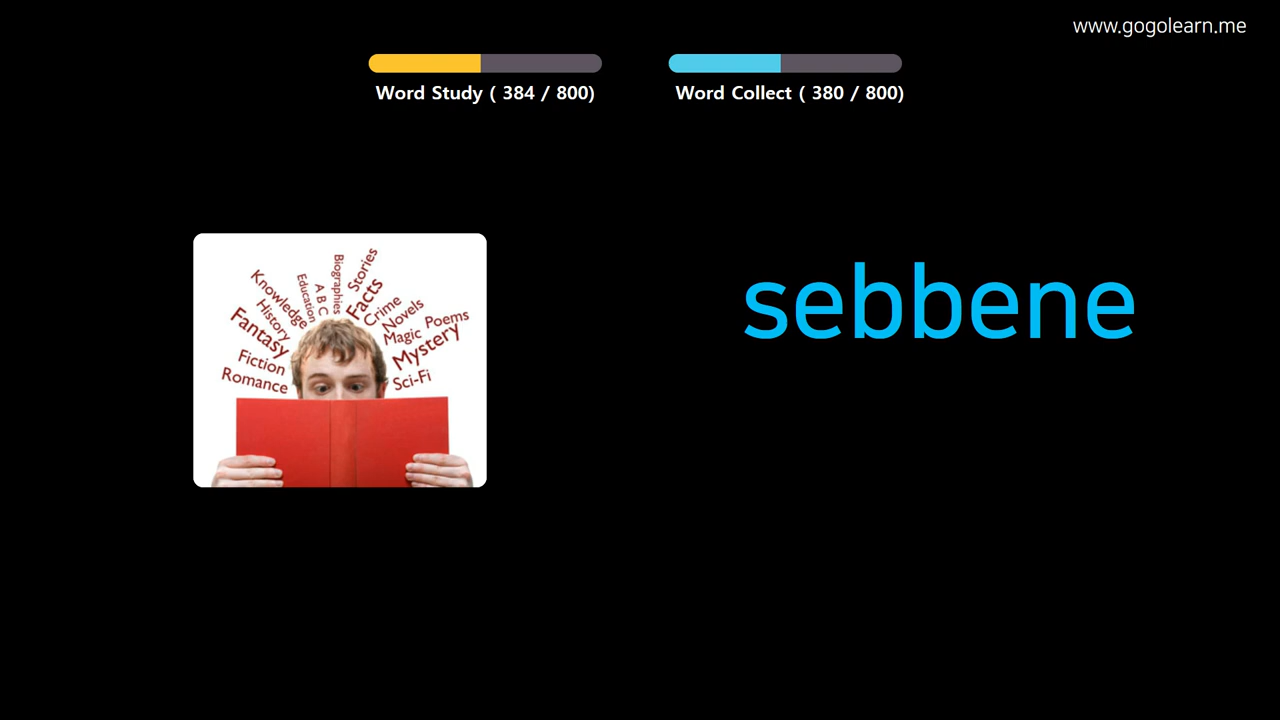 www.gogolearn.me
Word Study ( 384 / 800)
Word Collect ( 380 / 800)
sebbene
Knowledge
History
Fantasy
Fiction
Romance
Education
A B C
Biographies
Stories
Facts
Crime
Novels
Magic
Poems
Mystery
Sci-Fi